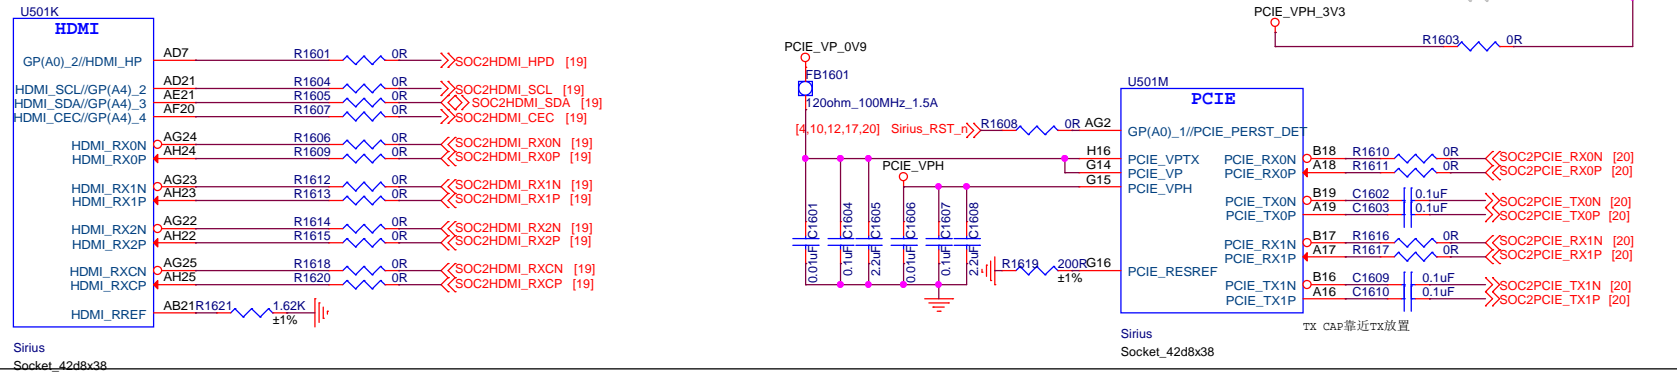 U501K
HDMI
GP(A0)_2//HDMI_HP AD7 R1601 0R SOC2HDMI_HPD [19]
HDMI_SCL//GP(A4)_2 AD21 R1604 0R SOC2HDMI_SCL [19]
HDMI_SDA//GP(A4)_3 AE21 R1605 0R SOC2HDMI_SDA [19]
HDMI_CEC//GP(A4)_4 AF20 R1607 0R SOC2HDMI_CEC [19]
HDMI_RX0N AG24 R1606 0R SOC2HDMI_RX0N [19]
HDMI_RX0P AH24 R1609 0R SOC2HDMI_RX0P [19]
HDMI_RX1N AG23 R1612 0R SOC2HDMI_RX1N [19]
HDMI_RX1P AH23 R1613 0R SOC2HDMI_RX1P [19]
HDMI_RX2N AG22 R1614 0R SOC2HDMI_RX2N [19]
HDMI_RX2P AH22 R1615 0R SOC2HDMI_RX2P [19]
HDMI_RXCN AG25 R1618 0R SOC2HDMI_RXCN [19]
HDMI_RXCP AH25 R1620 0R SOC2HDMI_RXCP [19]
HDMI_RREF AB21 R1621 1.62K
±1%
Sirius
Socket_42d8x38
PCIE_VPH_3V3
R1603 0R
PCIE_VP_0V9
FB1601
120ohm_100MHz_1.5A
[4,10,12,17,20] Sirius_RST_n R1608 0R AG2
PCIE_VPH
H16
G14
G15
0.01uF C1601
0.1uF C1604
2.2uF C1605
0.01uF C1606
0.1uF C1607
2.2uF C1608
R1619 200R G16
±1%
U501M
PCIE
GP(A0)_1//PCIE_PERST_DET
PCIE_VPTX
PCIE_VP
PCIE_VPH
PCIE_RESREF
PCIE_RX0N B18 R1610 0R SOC2PCIE_RX0N [20]
PCIE_RX0P A18 R1611 0R SOC2PCIE_RX0P [20]
PCIE_TX0N B19 C1602 0.1uF SOC2PCIE_TX0N [20]
PCIE_TX0P A19 C1603 0.1uF SOC2PCIE_TX0P [20]
PCIE_RX1N B17 R1616 0R SOC2PCIE_RX1N [20]
PCIE_RX1P A17 R1617 0R SOC2PCIE_RX1P [20]
PCIE_TX1N B16 C1609 0.1uF SOC2PCIE_TX1N [20]
PCIE_TX1P A16 C1610 0.1uF SOC2PCIE_TX1P [20]
TX CAP靠近TX放置
Sirius
Socket_42d8x38